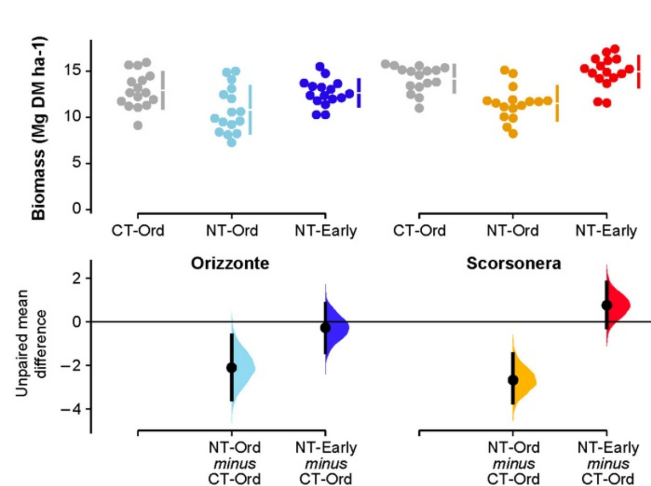 Biomass (Mg DM ha-1)
15
10
5
0
CT-Ord
NT-Ord
NT-Early
CT-Ord
NT-Ord
NT-Early
Orizzonte
Scorsonera
Unpaired mean
difference
2
0
−2
−4
NT-Ord
minus
CT-Ord
NT-Early
minus
CT-Ord
NT-Ord
minus
CT-Ord
NT-Early
minus
CT-Ord